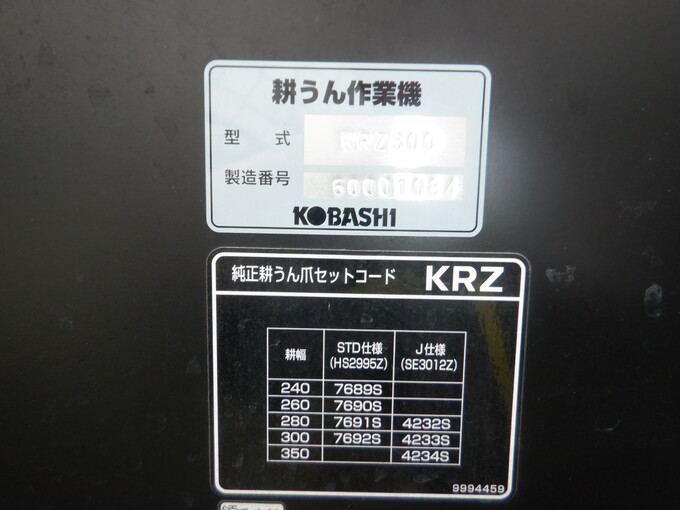 耕うん作業機
型 式 KRZ300
製造番号 60001084
KOBASHI
純正耕うん爪セットコード KRZ
耕幅 STD仕様(HS2995Z) J仕様(SE3012Z)
240 7689S
260 7690S
280 7691S 4232S
300 7692S 4233S
350 4234S
9994459